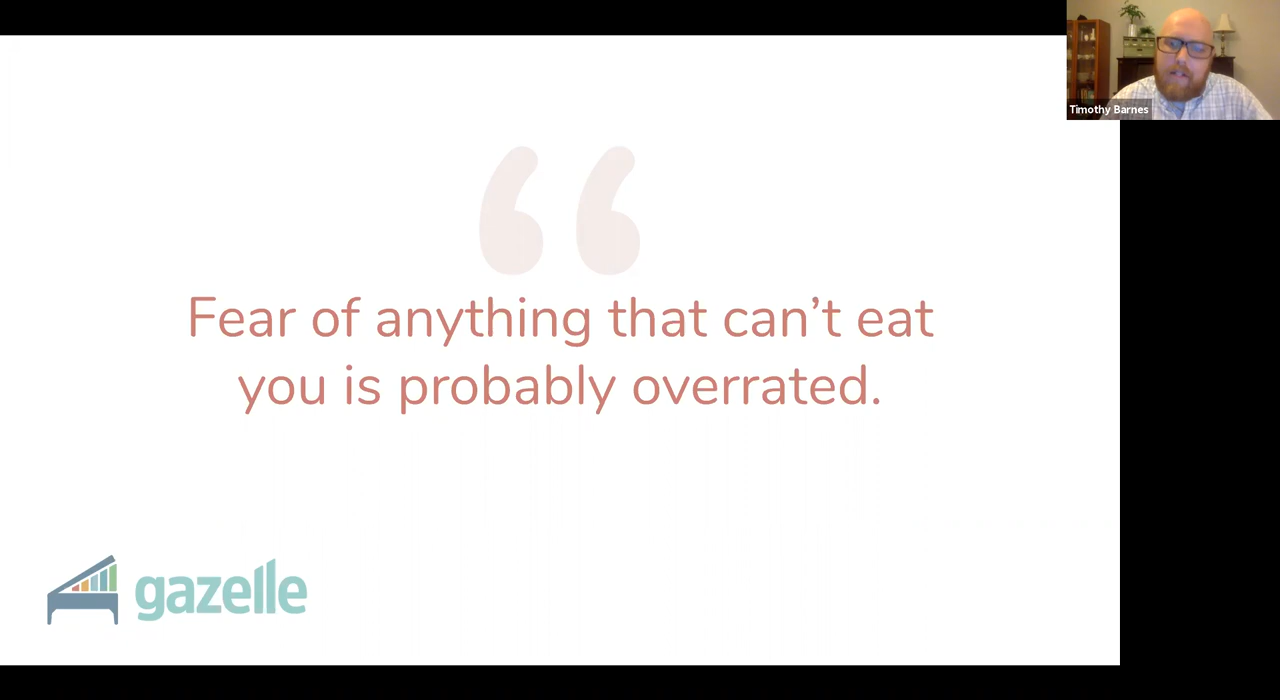 Timothy Barnes
“
Fear of anything that can’t eat
you is probably overrated.
gazelle